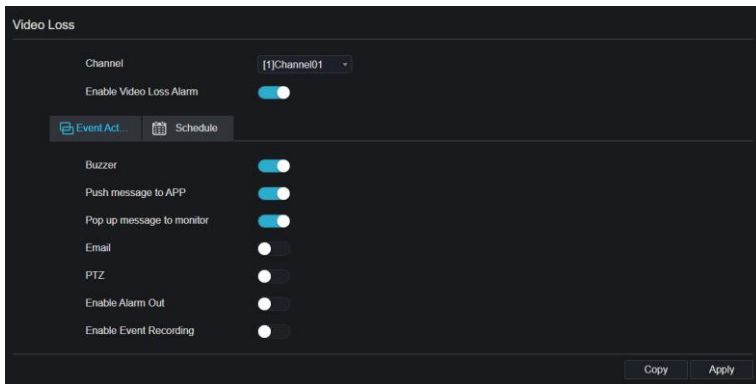 Video Loss
Channel [1]Channel01
Enable Video Loss Alarm
Event Act... Schedule
Buzzer
Push message to APP
Pop up message to monitor
Email
PTZ
Enable Alarm Out
Enable Event Recording
Copy Apply